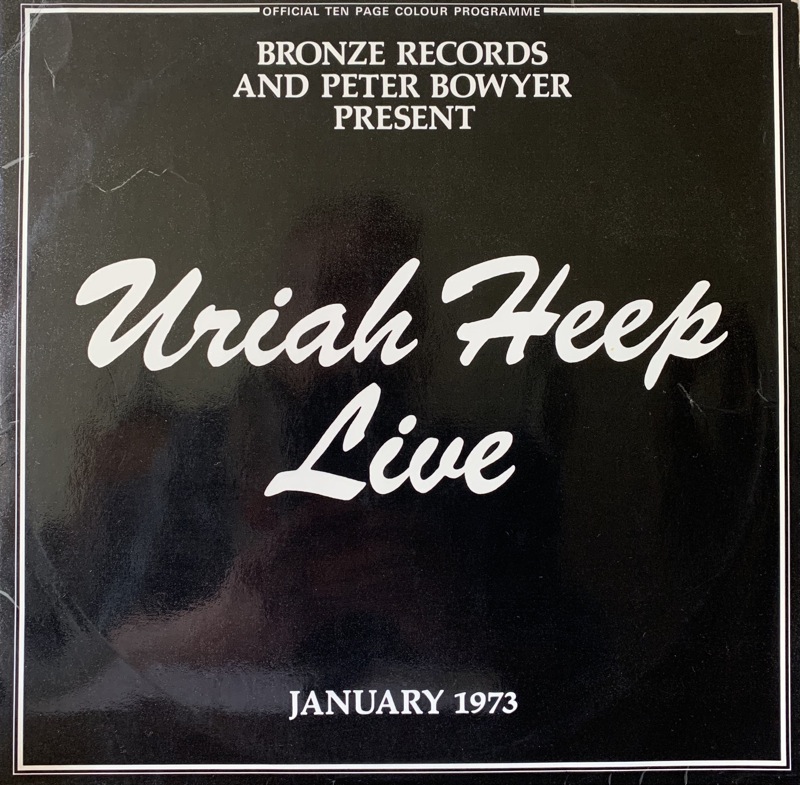 OFFICIAL TEN PAGE COLOUR PROGRAMME
BRONZE RECORDS
AND PETER BOWYER
PRESENT
Uriah Heep
Live
JANUARY 1973